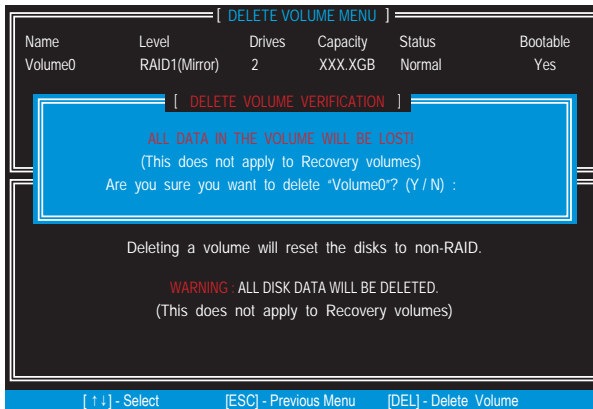 [ DELETE VOLUME MENU ]
Name Level Drives Capacity Status Bootable
Volume0 RAID1(Mirror) 2 XXX.XGB Normal Yes
[ DELETE VOLUME VERIFICATION ]
ALL DATA IN THE VOLUME WILL BE LOST!
(This does not apply to Recovery volumes)
Are you sure you want to delete “Volume0”? (Y / N) :
Deleting a volume will reset the disks to non-RAID.
WARNING : ALL DISK DATA WILL BE DELETED.
(This does not apply to Recovery volumes)
[ ↑↓] - Select [ESC] - Previous Menu [DEL] - Delete Volume